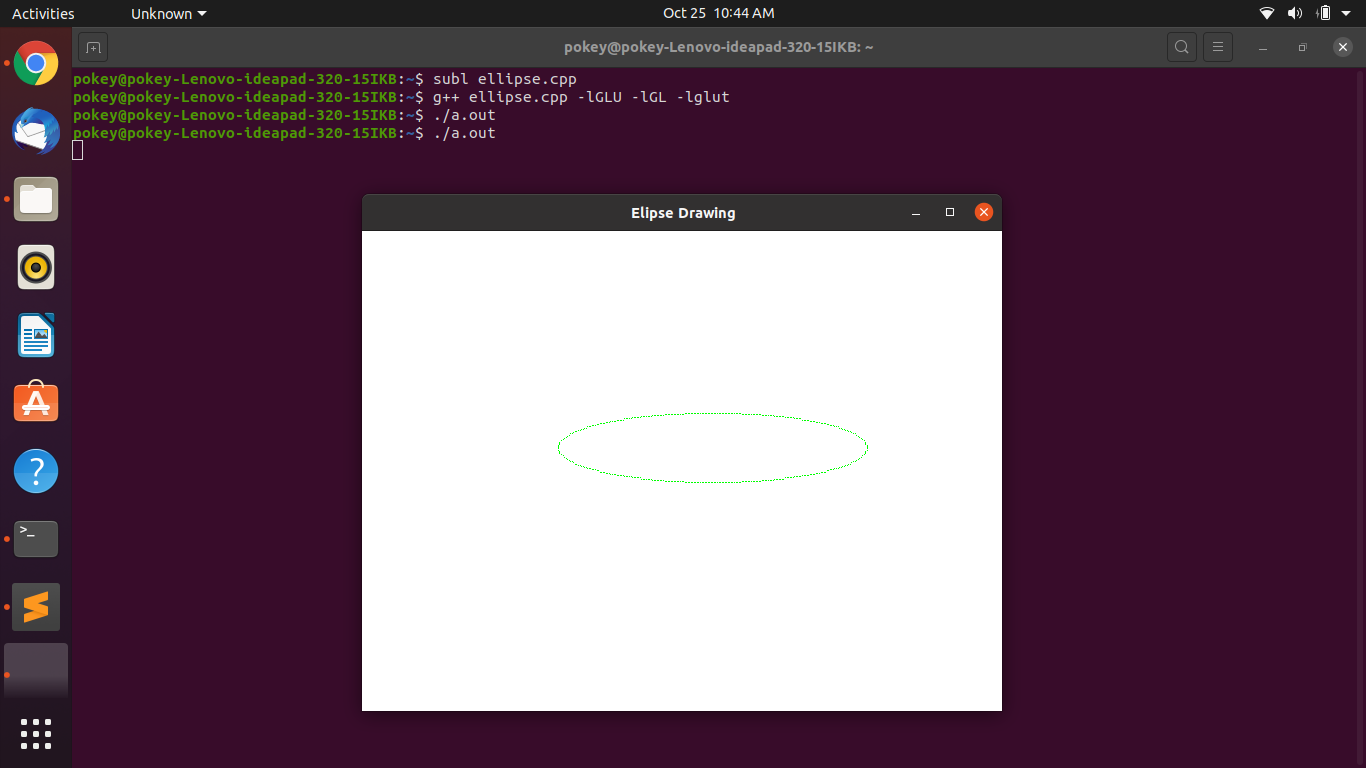 Activities
Unknown
Oct 25 10:44 AM
pokey@pokey-Lenovo-ideapad-320-15IKB: ~
pokey@pokey-Lenovo-ideapad-320-15IKB:~$ subl ellipse.cpp
pokey@pokey-Lenovo-ideapad-320-15IKB:~$ g++ ellipse.cpp -lGLU -lGL -lglut
pokey@pokey-Lenovo-ideapad-320-15IKB:~$ ./a.out
pokey@pokey-Lenovo-ideapad-320-15IKB:~$ ./a.out
Elipse Drawing